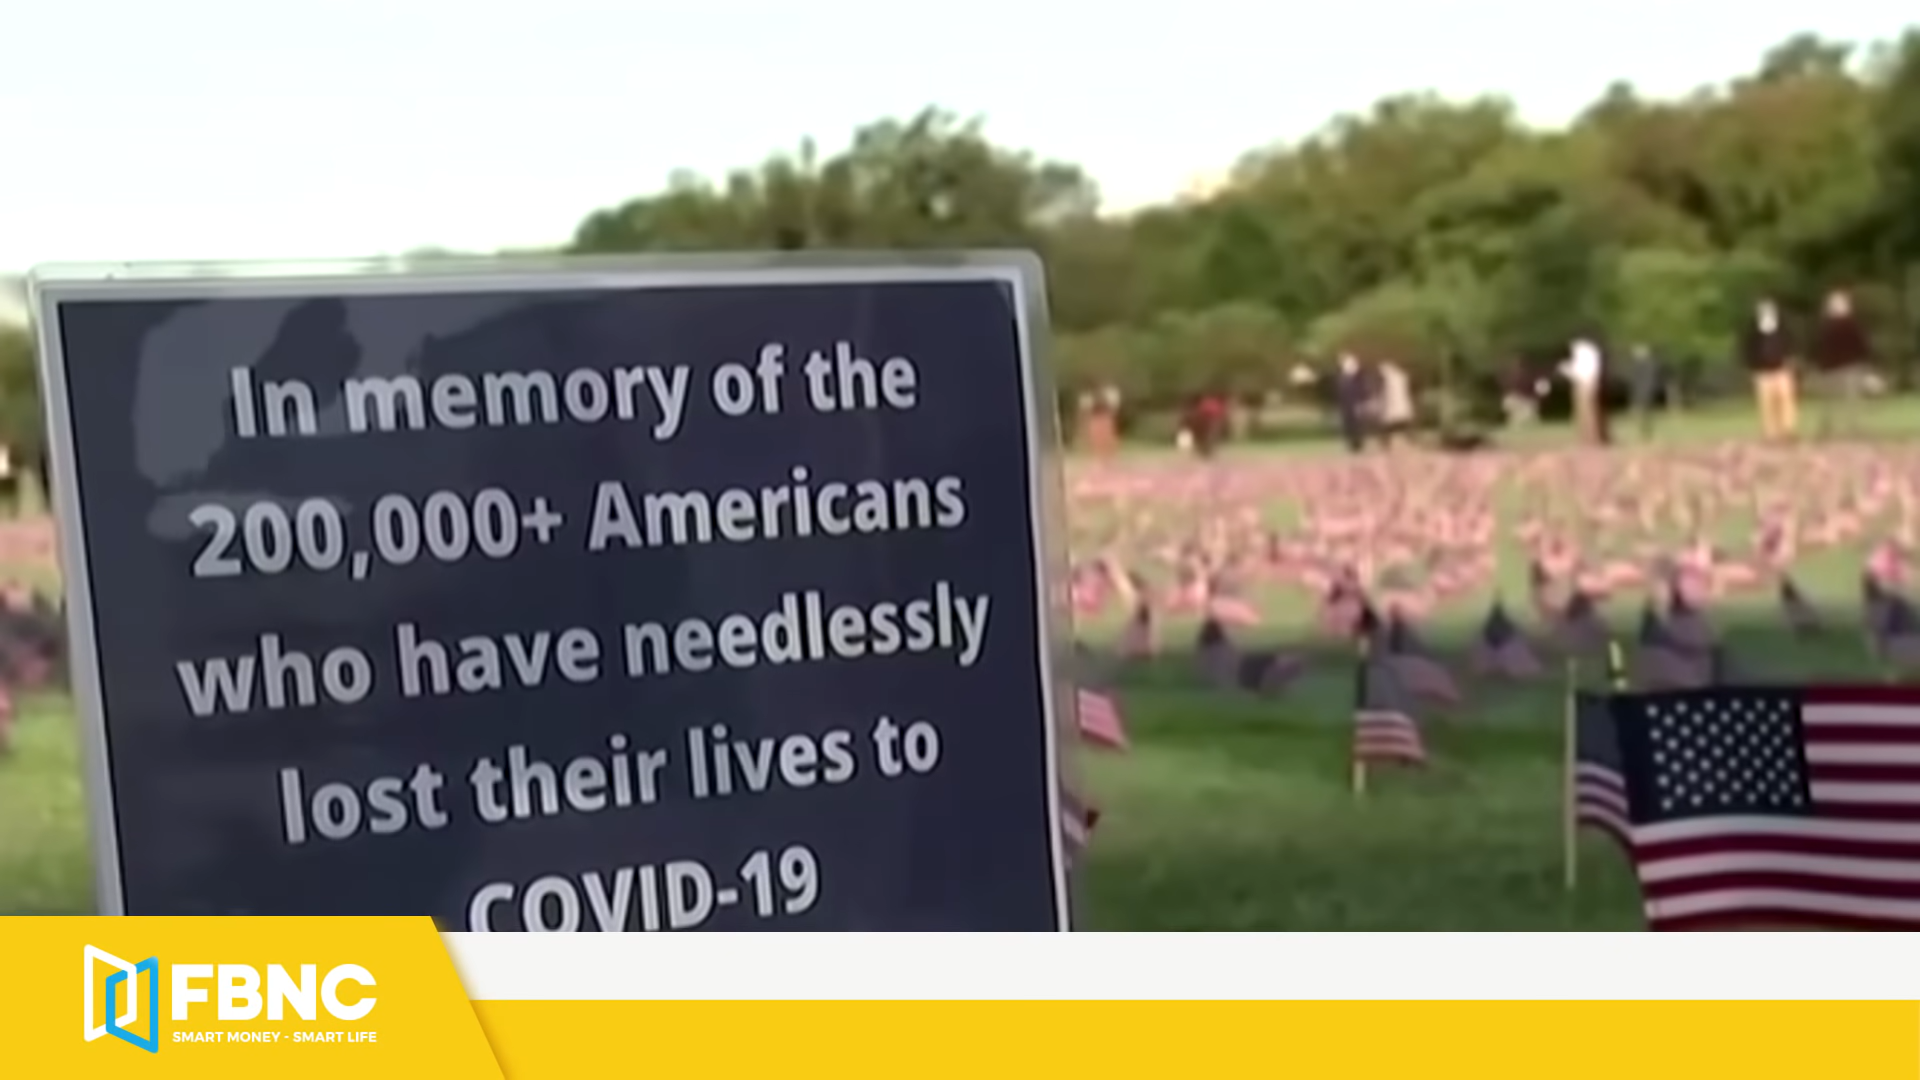 In memory of the
200,000+ Americans
who have needlessly
lost their lives to
COVID-19
FBNC
SMART MONEY - SMART LIFE